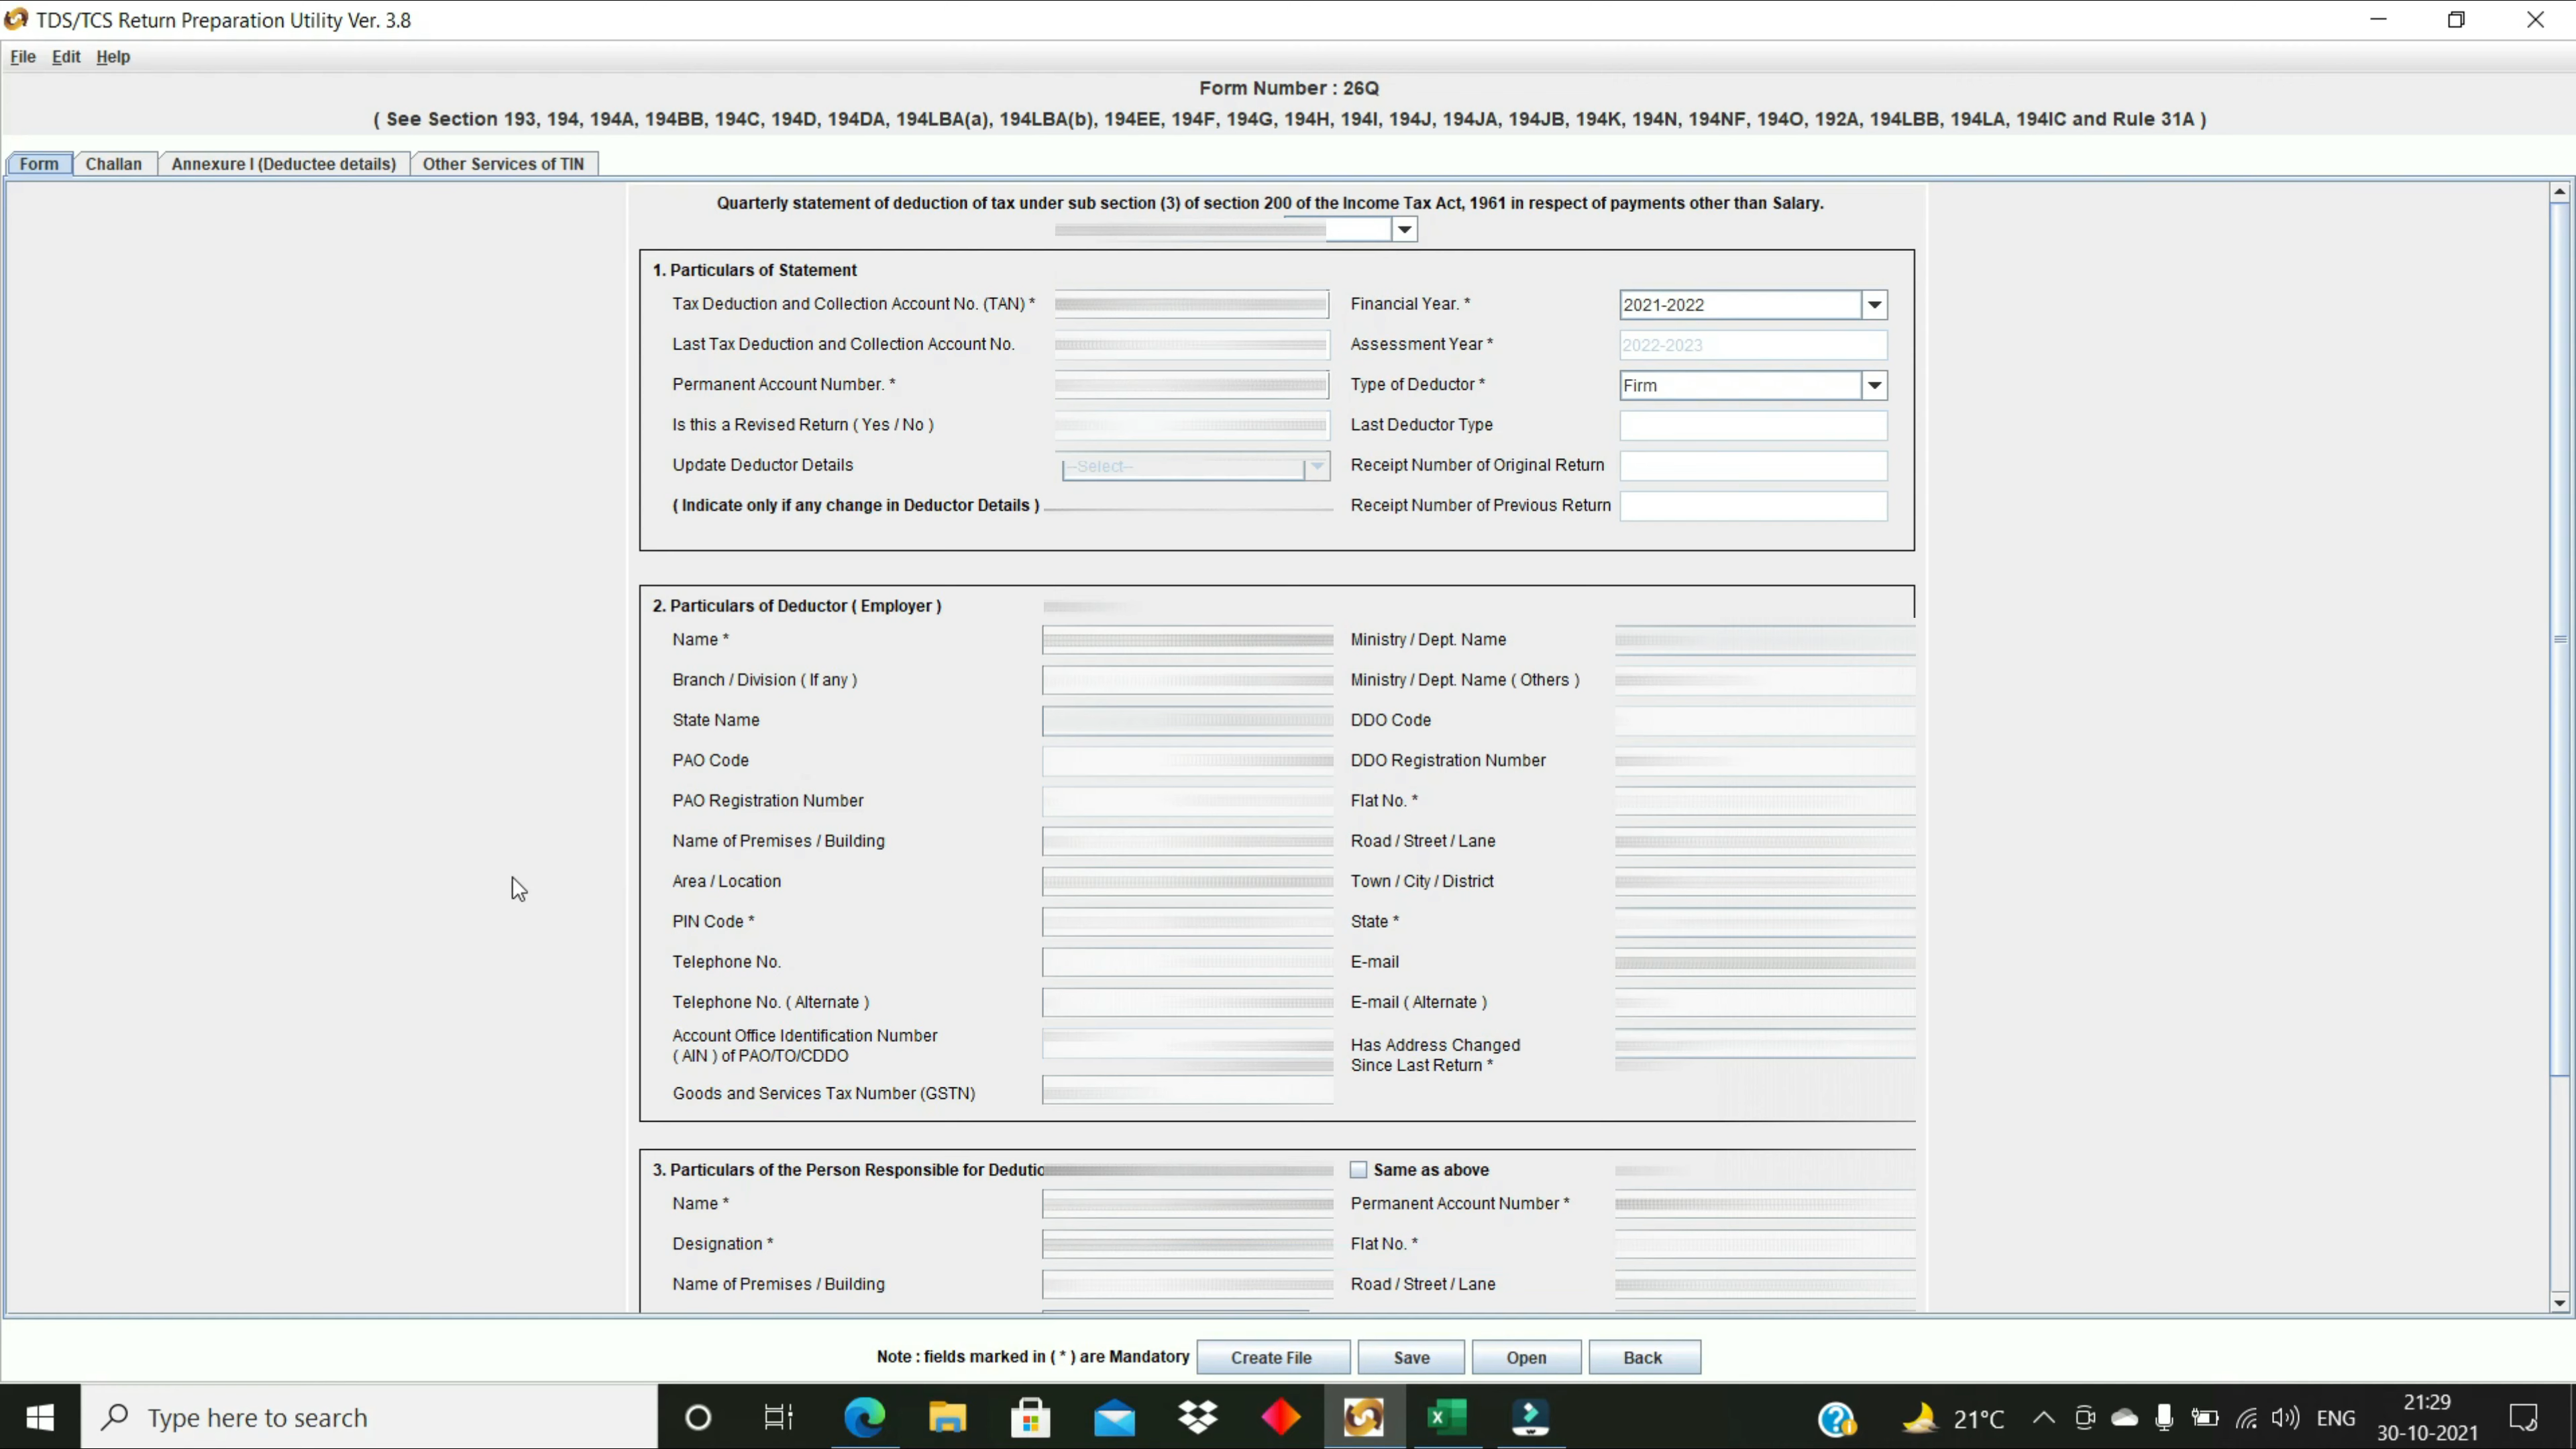 TDS/TCS Return Preparation Utility Ver. 3.8
File Edit Help
Form Number : 26Q
( See Section 193, 194, 194A, 194BB, 194C, 194D, 194DA, 194LBA(a), 194LBA(b), 194EE, 194F, 194G, 194H, 194I, 194J, 194JA, 194JB, 194K, 194N, 194NF, 194O, 192A, 194LBB, 194LA, 194IC and Rule 31A )
Form Challan Annexure I (Deductee details) Other Services of TIN
Quarterly statement of deduction of tax under sub section (3) of section 200 of the Income Tax Act, 1961 in respect of payments other than Salary.
1. Particulars of Statement
Tax Deduction and Collection Account No. (TAN) * Financial Year. * 2021-2022
Last Tax Deduction and Collection Account No. Assessment Year * 2022-2023
Permanent Account Number. * Type of Deductor * Firm
Is this a Revised Return ( Yes / No ) Last Deductor Type
Update Deductor Details --Select-- Receipt Number of Original Return
( Indicate only if any change in Deductor Details ) Receipt Number of Previous Return
2. Particulars of Deductor ( Employer )
Name * Ministry / Dept. Name
Branch / Division ( If any ) Ministry / Dept. Name ( Others )
State Name DDO Code
PAO Code DDO Registration Number
PAO Registration Number Flat No. *
Name of Premises / Building Road / Street / Lane
Area / Location Town / City / District
PIN Code * State *
Telephone No. E-mail
Telephone No. ( Alternate ) E-mail ( Alternate )
Account Office Identification Number
( AIN ) of PAO/TO/CDDO
Has Address Changed
Since Last Return *
Goods and Services Tax Number (GSTN)
3. Particulars of the Person Responsible for Dedutio Same as above
Name * Permanent Account Number *
Designation * Flat No. *
Name of Premises / Building Road / Street / Lane
Note : fields marked in ( * ) are Mandatory Create File Save Open Back
Type here to search
21°C ENG
21:29
30-10-2021